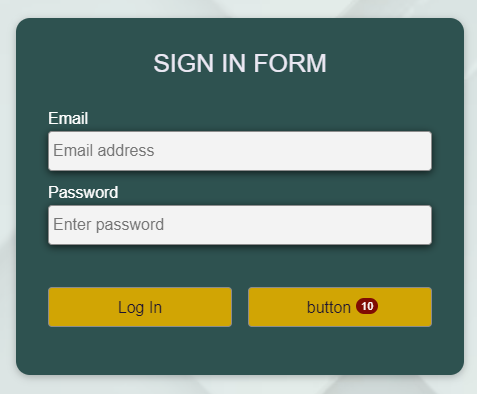 SIGN IN FORM
Email
Email address
Password
Enter password
Log In
button 10